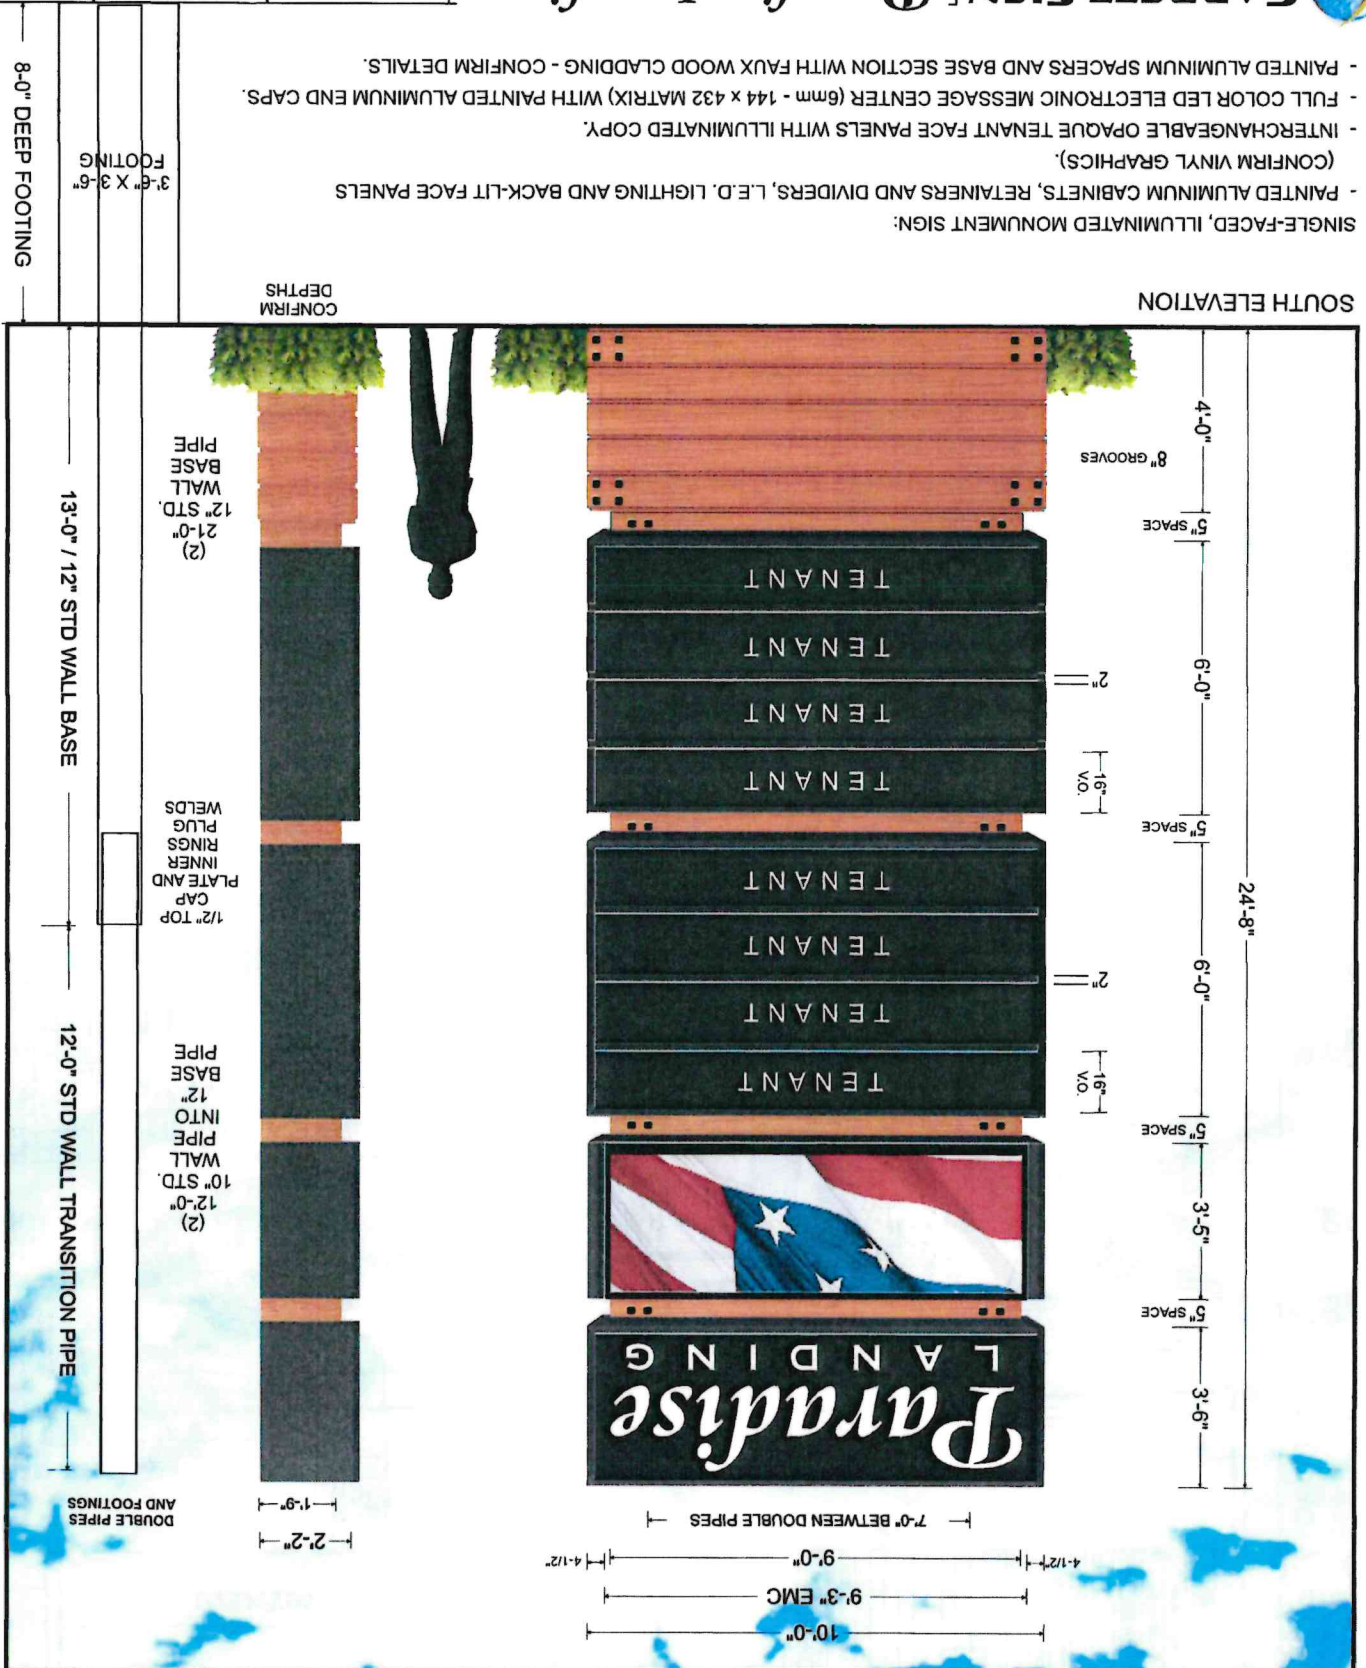 10'-0"
9'-3" EMC
4-1/2"
9'-0"
4-1/2"
7'-0" BETWEEN DOUBLE PIPES
2'-2"
1'-9"
DOUBLE PIPES
AND FOOTINGS
24'-8"
3'-6"
5" SPACE
3'-5"
5" SPACE
6'-0"
5" SPACE
6'-0"
5" SPACE
4'-0"
16"
V.O.
2"
16"
V.O.
2"
8" GROOVES
Paradise
LANDING
TENANT
TENANT
TENANT
TENANT
TENANT
TENANT
TENANT
TENANT
(2)
12'-0"
10" STD.
WALL
PIPE
INTO
12"
BASE
PIPE
1/2" TOP
CAP
PLATE AND
INNER
RINGS
PLUG
WELDS
(2)
21-0"
12" STD.
WALL
BASE
PIPE
12'-0" STD WALL TRANSITION PIPE
13-0" / 12" STD WALL BASE
CONFIRM
DEPTHS
3'-6" X 3'-6"
FOOTING
8-0" DEEP FOOTING
SOUTH ELEVATION
SINGLE-FACED, ILLUMINATED MONUMENT SIGN:
- PAINTED ALUMINUM CABINETS, RETAINERS AND DIVIDERS, L.E.D. LIGHTING AND BACK-LIT FACE PANELS
(CONFIRM VINYL GRAPHICS).
- INTERCHANGEABLE OPAQUE TENANT FACE PANELS WITH ILLUMINATED COPY.
- FULL COLOR LED ELECTRONIC MESSAGE CENTER (6mm - 144 x 432 MATRIX) WITH PAINTED ALUMINUM END CAPS.
- PAINTED ALUMINUM SPACERS AND BASE SECTION WITH FAUX WOOD CLADDING - CONFIRM DETAILS.